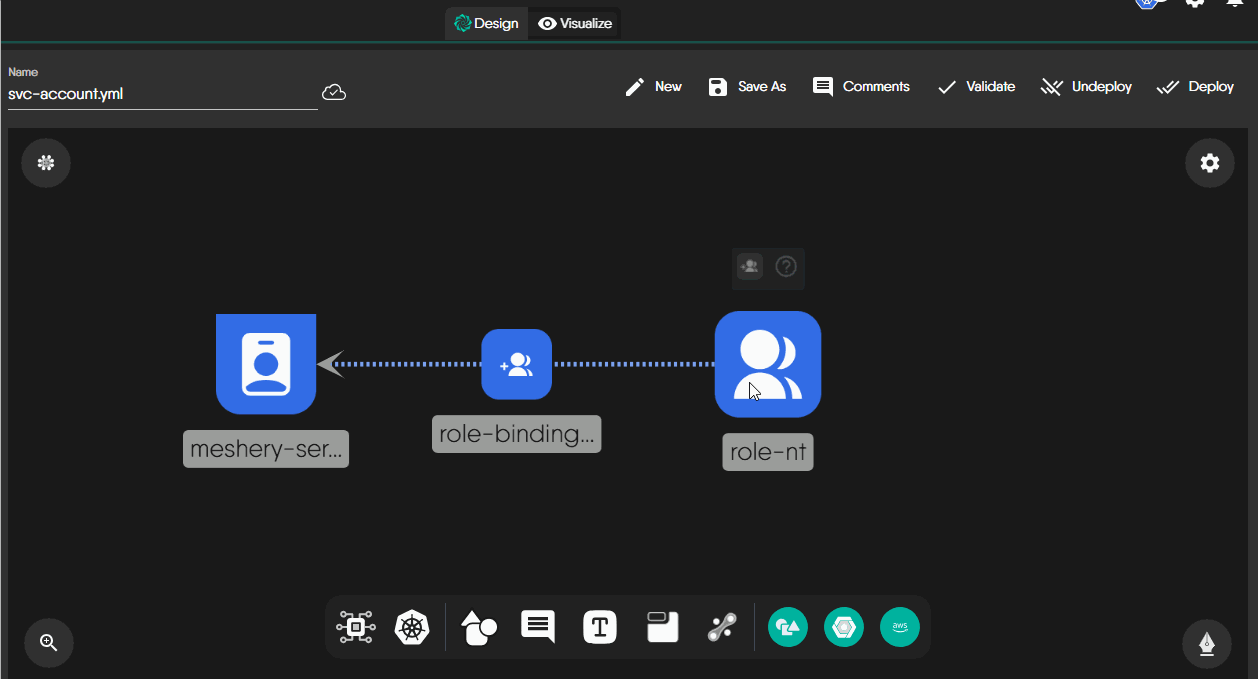 Design Visualize
Name
svc-account.yml
New Save As Comments Validate Undeploy Deploy
meshery-ser...
role-binding...
role-nt
T
aws